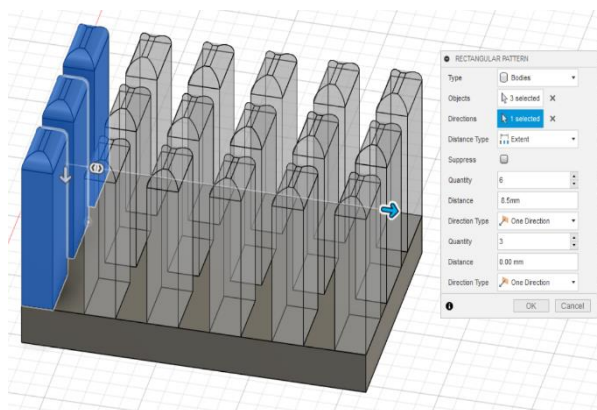 RECTANGULAR PATTERN
Type Bodies
Objects 3 selected
Directions 1 selected
Distance Type Extent
Suppress
Quantity 6
Distance 8.5mm
Direction Type One Direction
Quantity 3
Distance 0.00 mm
Direction Type One Direction
OK Cancel